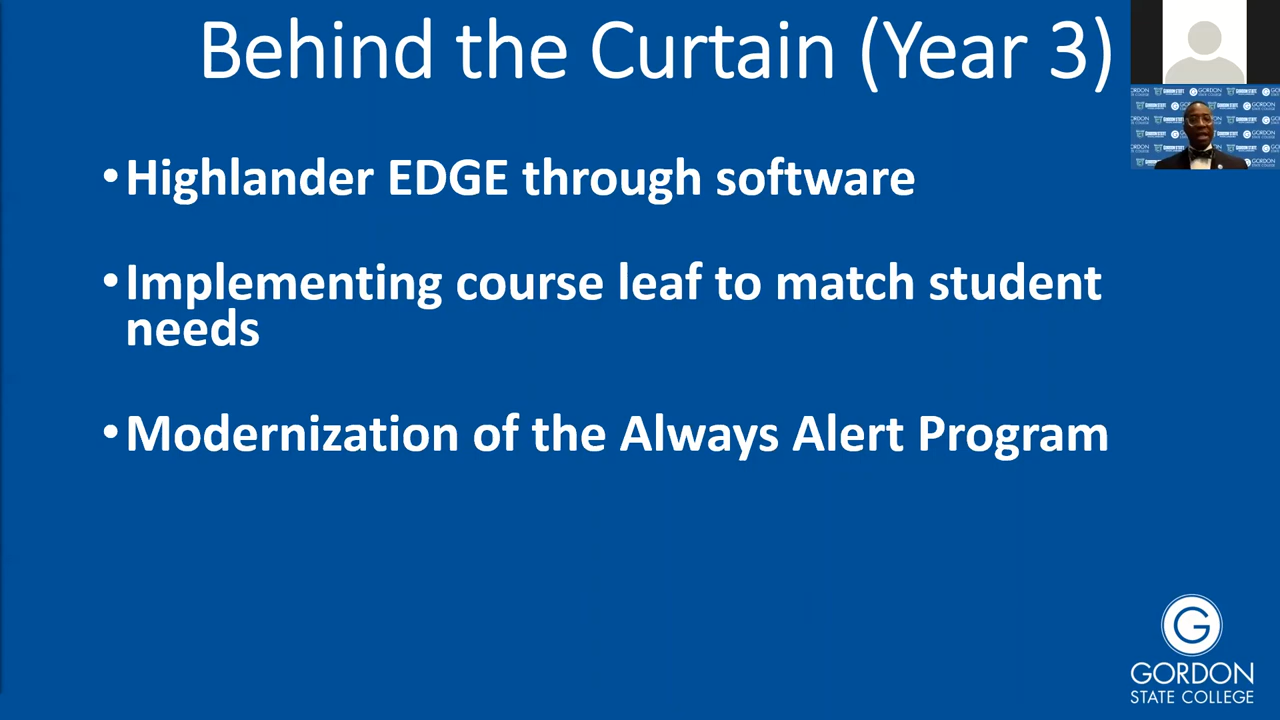 Behind the Curtain (Year 3)
•Highlander EDGE through software
•Implementing course leaf to match student
needs
•Modernization of the Always Alert Program
G
GORDON
STATE COLLEGE